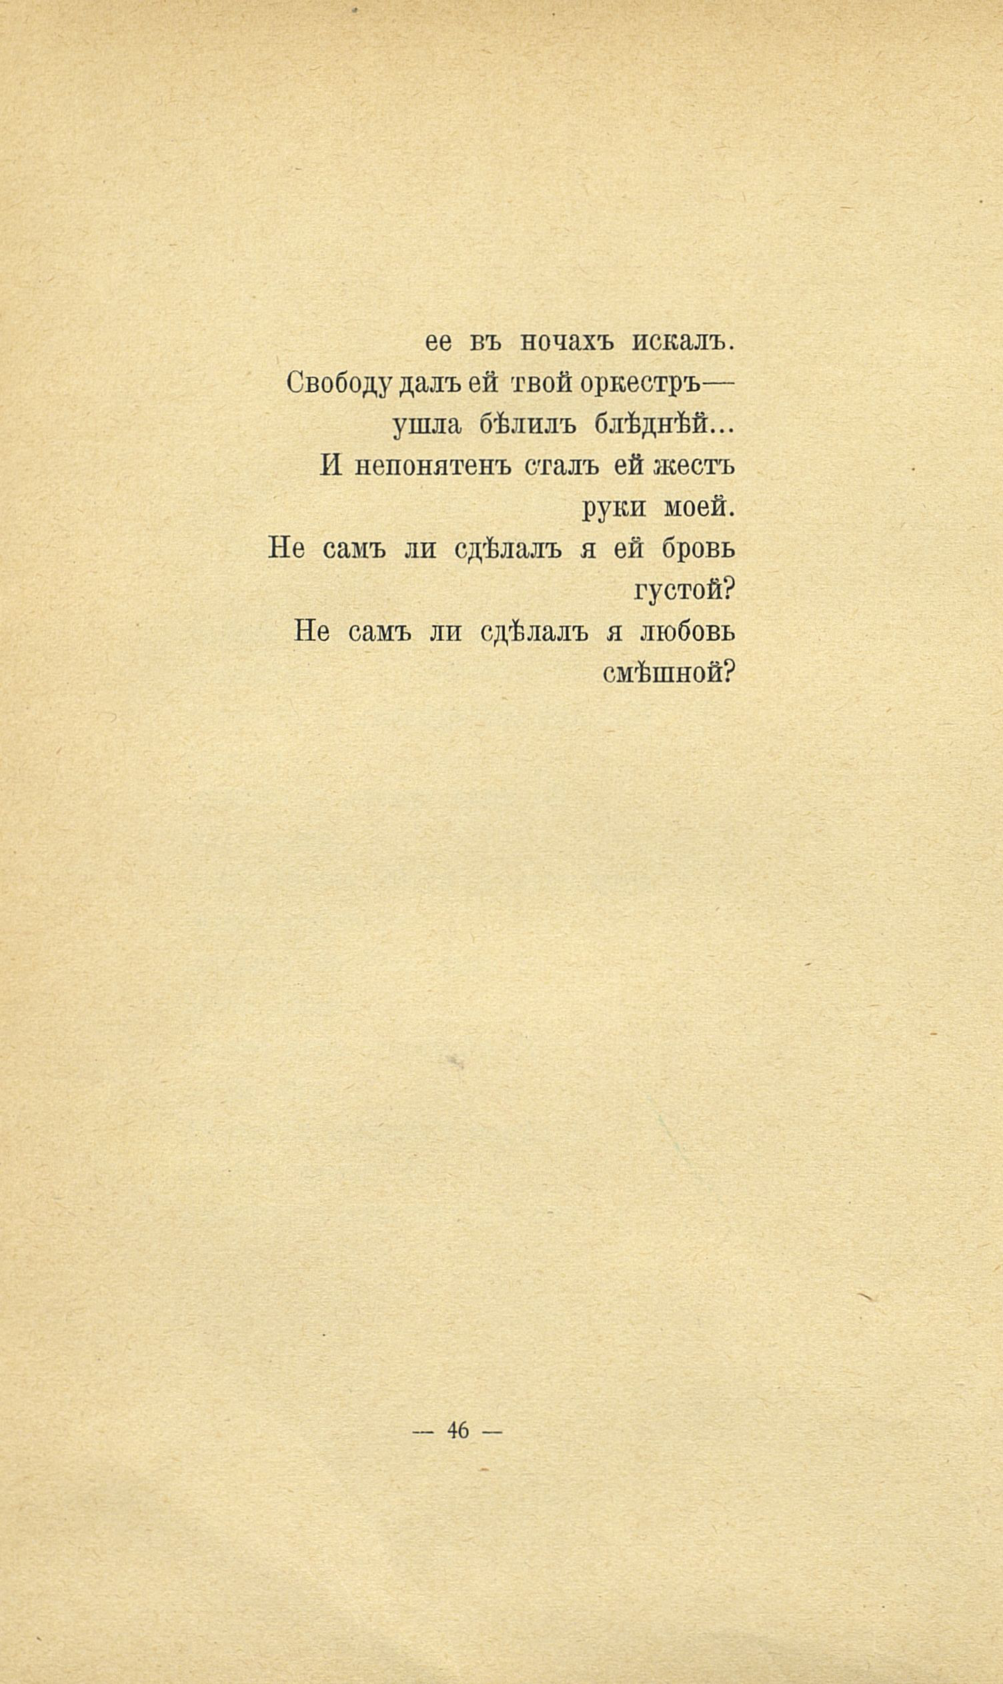 ее въ ночахъ искалъ.
Свободу далъ ей твой оркестръ—
ушла бѣлилъ блѣднѣй...
И непонятенъ сталъ ей жестъ
руки моей.
Не самъ ли сдѣлалъ я ей бровь
густой?
Не самъ ли сдѣлалъ я любовь
смѣшной?
— 46 —